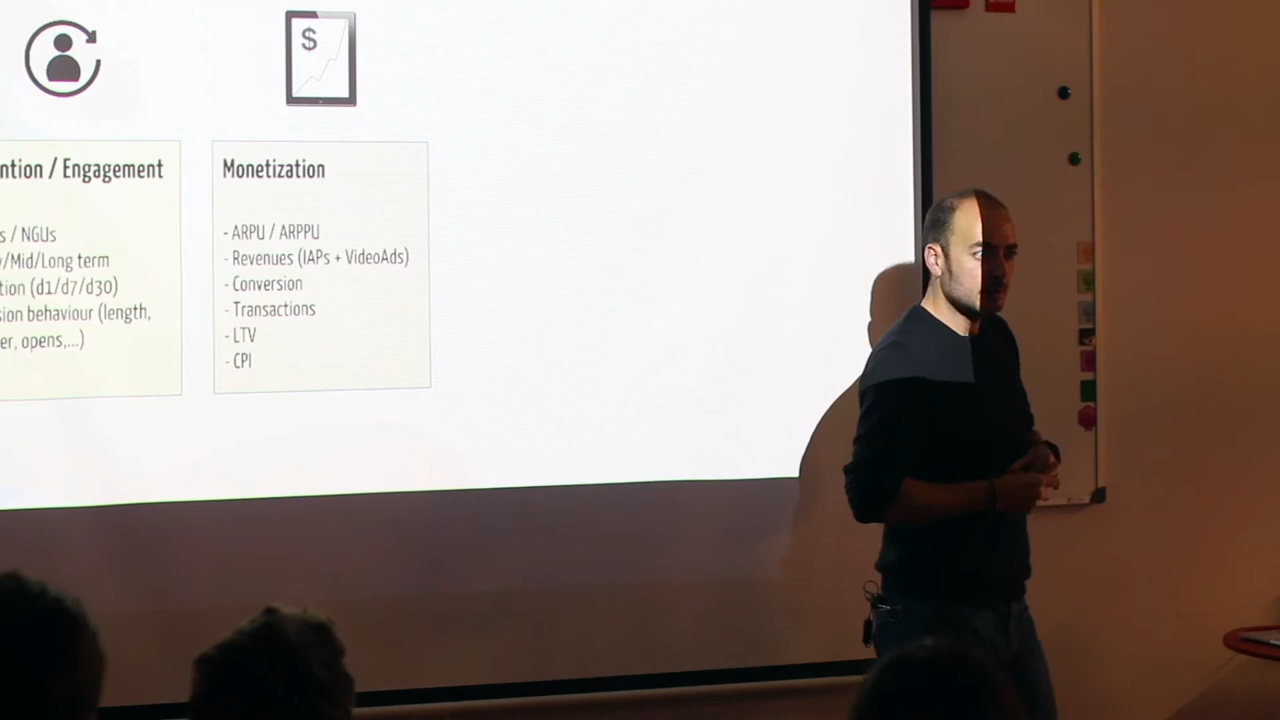 $
ntion / Engagement
s / NGUs
/Mid/Long term
tion (d1/d7/d30)
sion behaviour (length,
er, opens,...)
Monetization
- ARPU / ARPPU
- Revenues (IAPs + VideoAds)
- Conversion
- Transactions
- LTV
- CPI